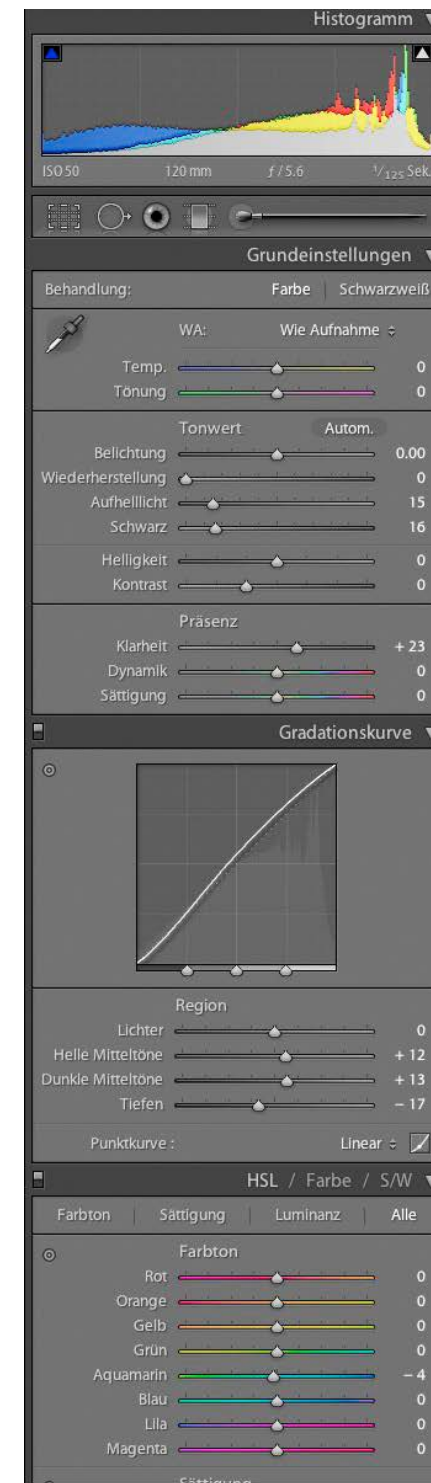 Histogramm
ISO 50 120 mm f / 5.6 1/125 Sek.
Grundeinstellungen
Behandlung: Farbe | Schwarzweiß
WA: Wie Aufnahme
Temp. 0
Tönung 0
Tonwert Autom.
Belichtung 0.00
Wiederherstellung 0
Aufhelllicht 15
Schwarz 16
Helligkeit 0
Kontrast 0
Präsenz
Klarheit + 23
Dynamik 0
Sättigung 0
Gradationskurve
Region
Lichter 0
Helle Mitteltöne + 12
Dunkle Mitteltöne + 13
Tiefen − 17
Punktkurve : Linear
HSL / Farbe / S/W
Farbton | Sättigung | Luminanz | Alle
Farbton
Rot 0
Orange 0
Gelb 0
Grün 0
Aquamarin − 4
Blau 0
Lila 0
Magenta 0
Sättigung